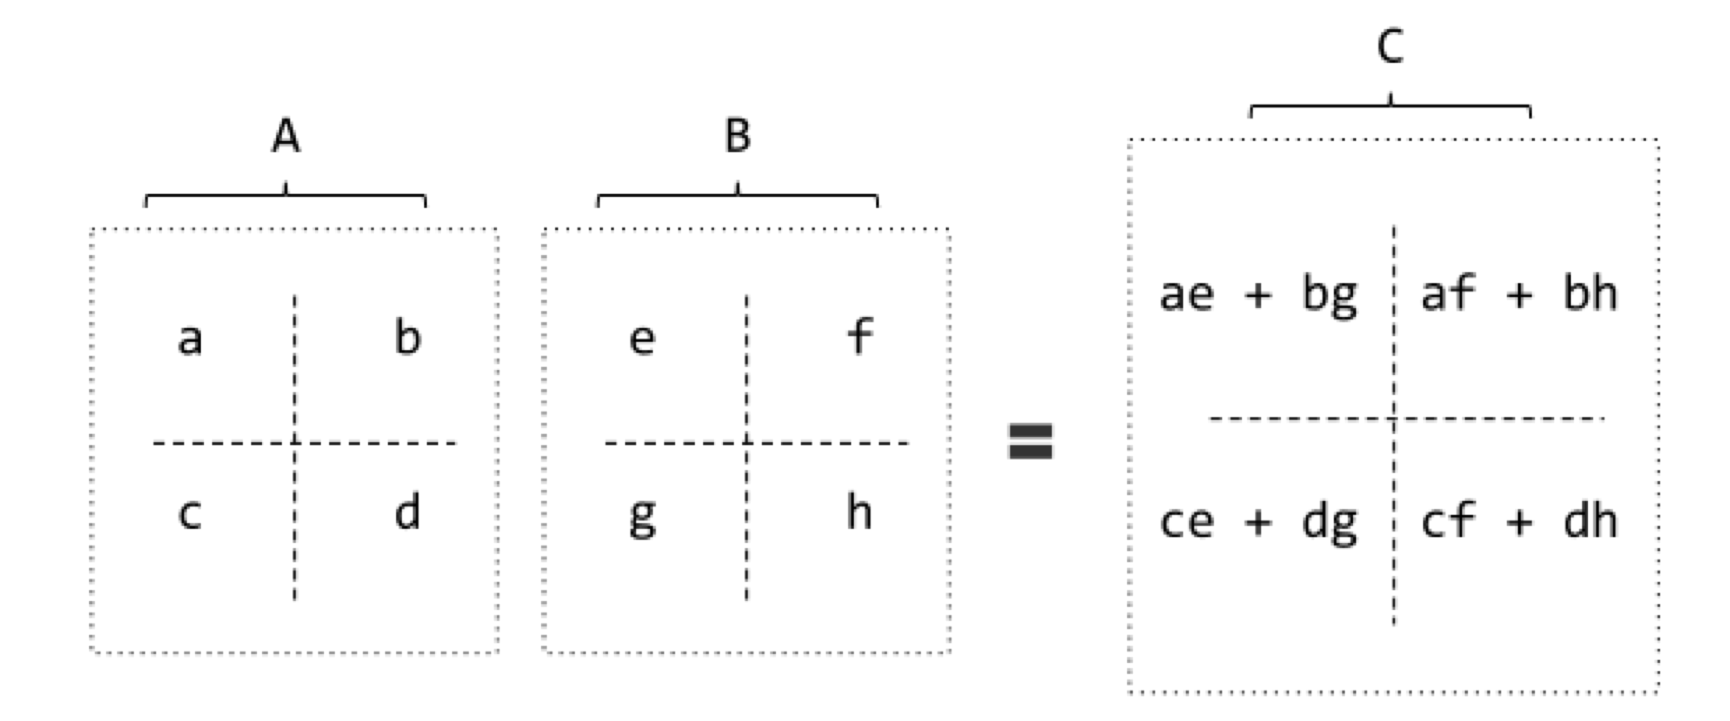 C
A B
a b e f
ae + bg af + bh
=
c d g h
ce + dg cf + dh